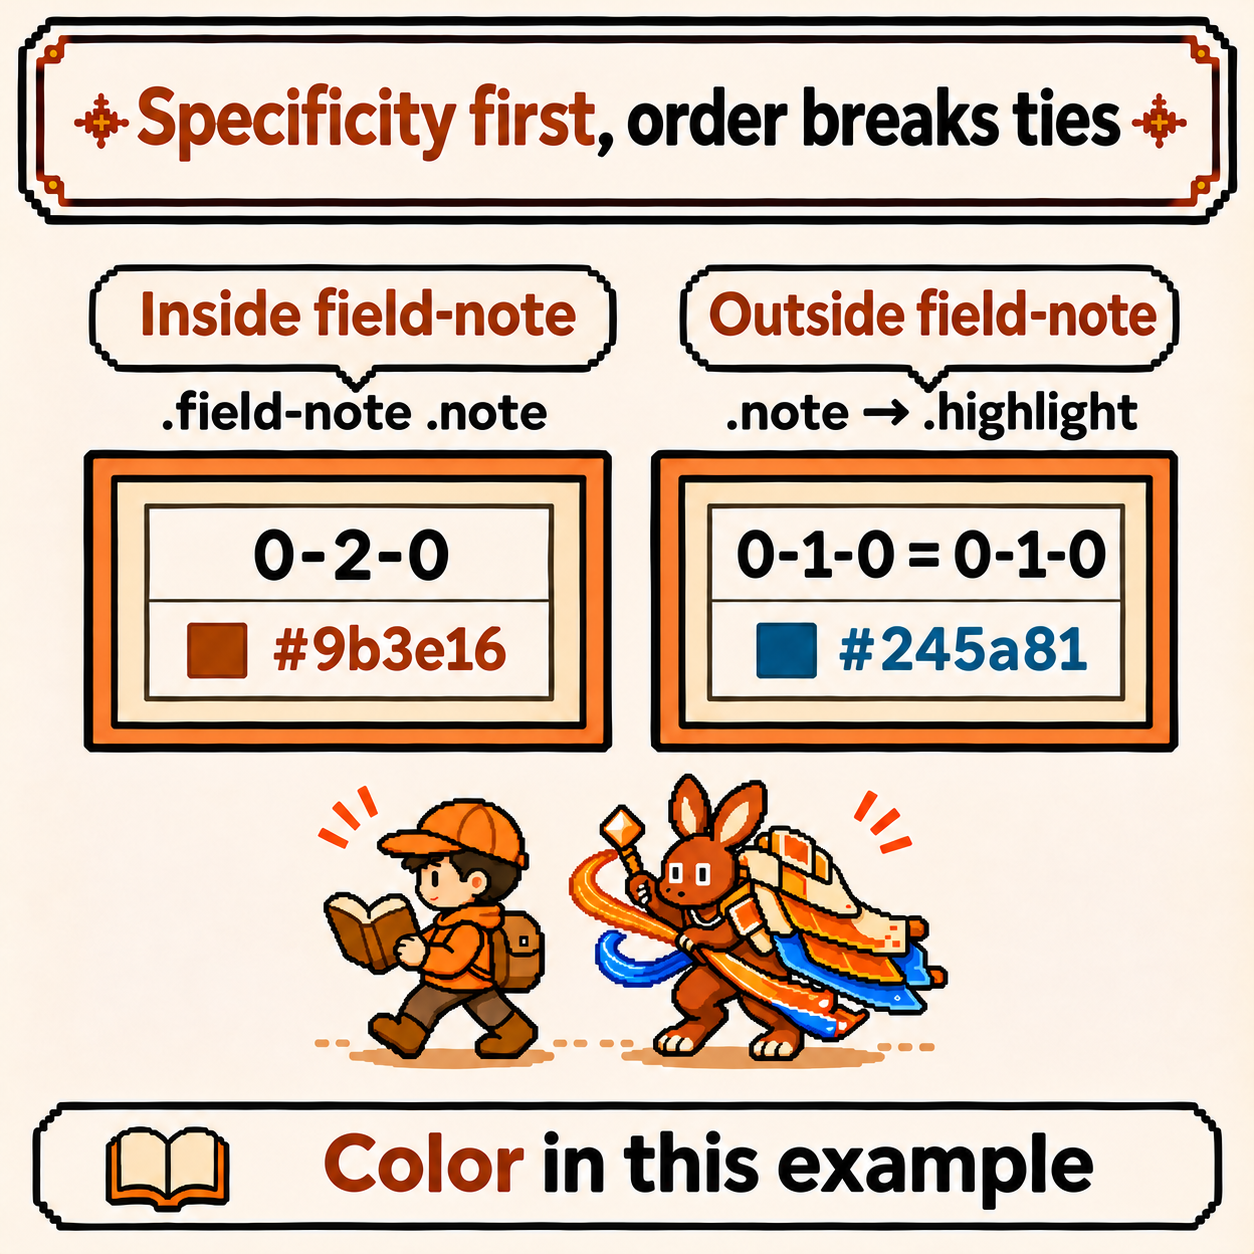 Specificity first, order breaks ties
Inside field-note
.field-note .note
0-2-0
#9b3e16
Outside field-note
.note → .highlight
0-1-0 = 0-1-0
#245a81
Color in this example